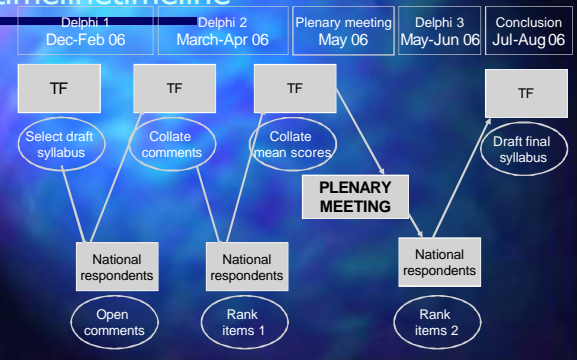 timelinetimeline
Delphi 1
Dec-Feb 06
Delphi 2
March-Apr 06
Plenary meeting
May 06
Delphi 3
May-Jun 06
Conclusion
Jul-Aug 06
TF
TF
TF
TF
Select draft
syllabus
Collate
comments
Collate
mean scores
Draft final
syllabus
PLENARY
MEETING
National
respondents
National
respondents
National
respondents
Open
comments
Rank
items 1
Rank
items 2